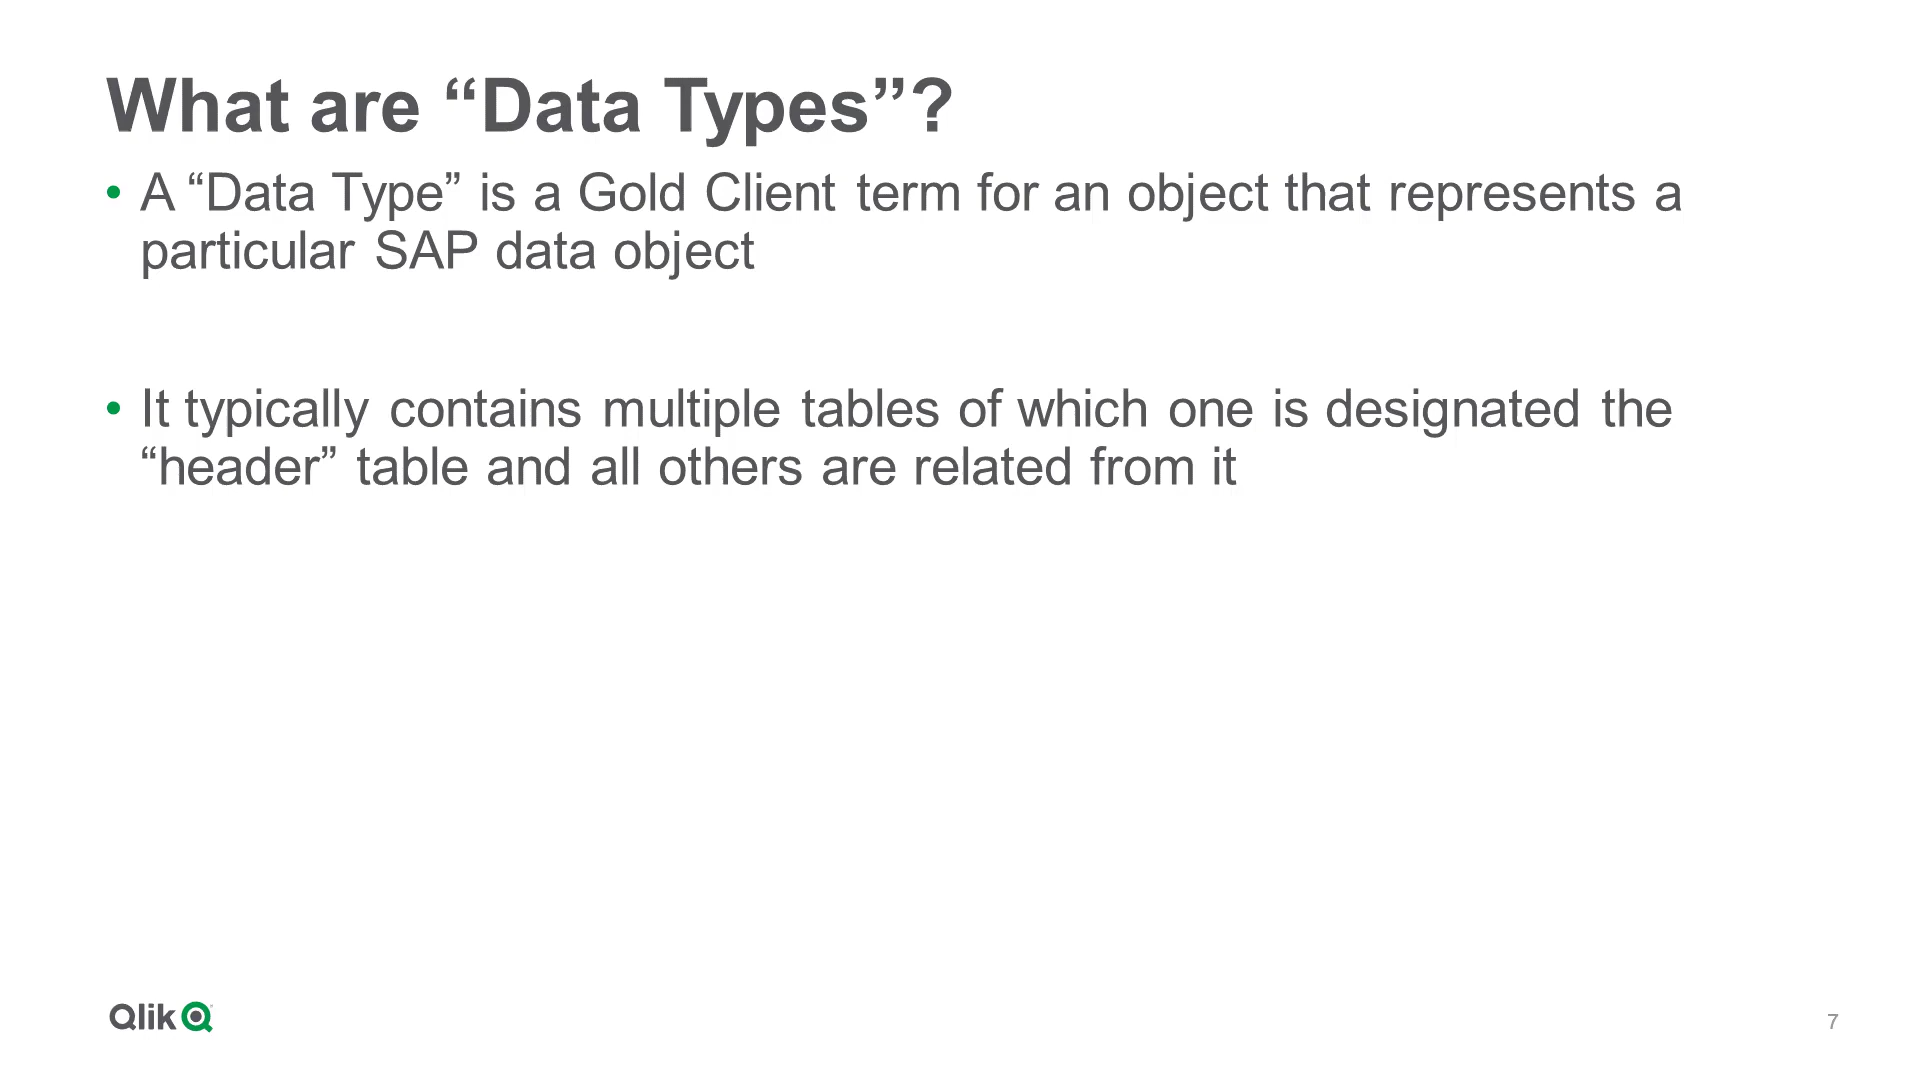 What are “Data Types”?
• A “Data Type” is a Gold Client term for an object that represents a
particular SAP data object
• It typically contains multiple tables of which one is designated the
“header” table and all others are related from it
Qlik
7